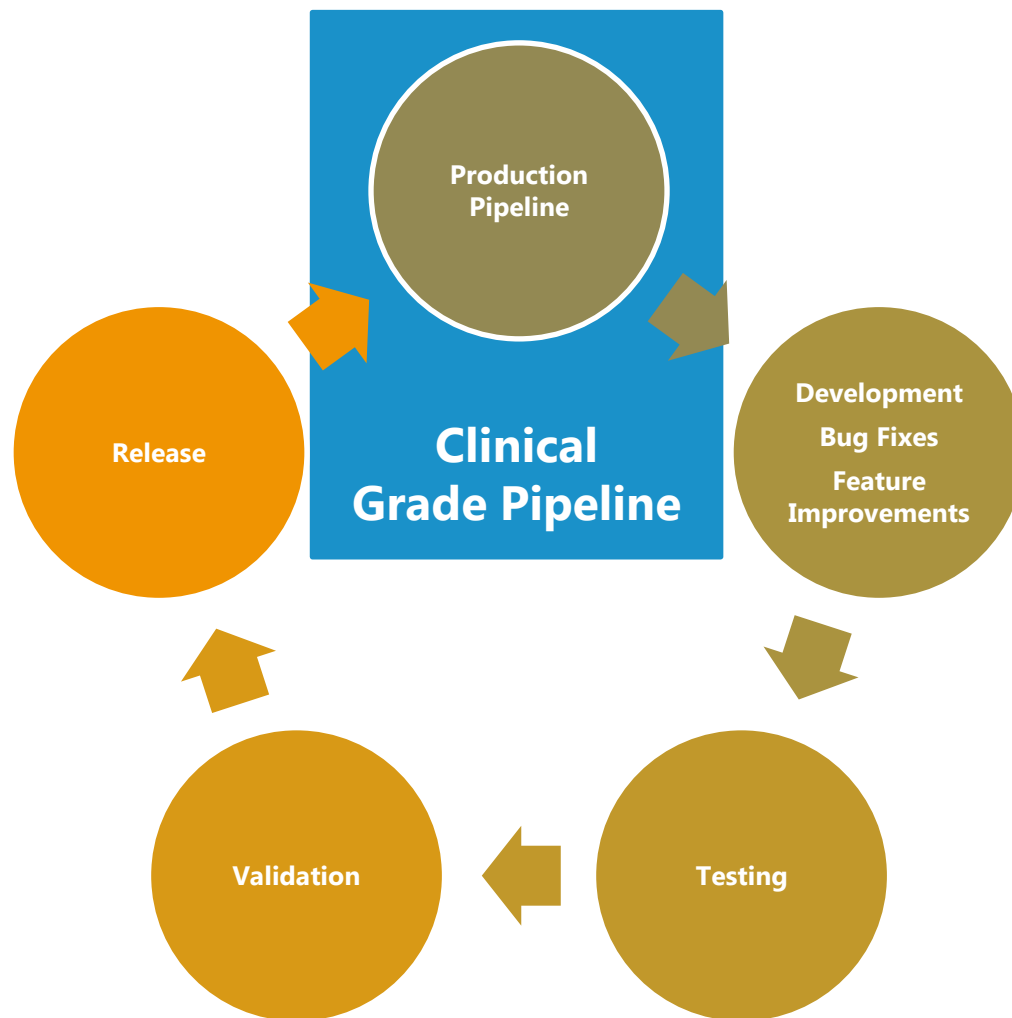 Production
Pipeline
Clinical
Grade Pipeline
Development
Bug Fixes
Feature
Improvements
Testing
Validation
Release